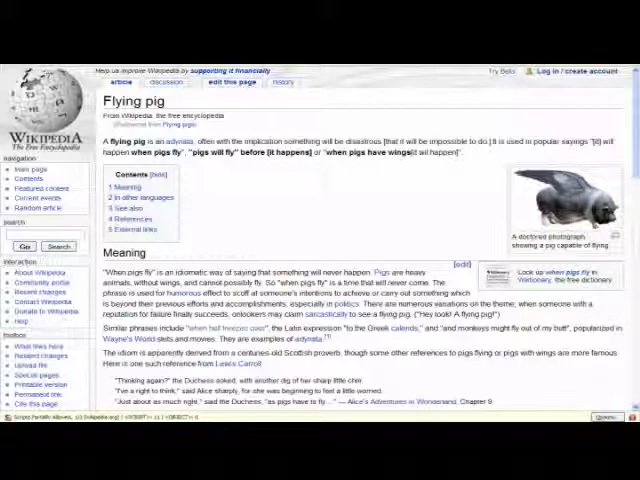 Help us improve Wikipedia by supporting it financially
Try Beta Log in / create account
article discussion edit this page history
Flying pig
From Wikipedia, the free encyclopedia
(Redirected from Flying pigs)
A flying pig is an adynata, often with the implication something will be disastrous [that it will be impossible to do.] It is used in popular sayings "[it] will
happen when pigs fly", "pigs will fly" before [it happens] or "when pigs have wings[it will happen]".
Contents [hide]
1 Meaning
2 In other languages
3 See also
4 References
5 External links
A doctored photograph
showing a pig capable of flying
Meaning
[edit]
"When pigs fly" is an idiomatic way of saying that something will never happen. Pigs are heavy
animals, without wings, and cannot possibly fly. So "when pigs fly" is a time that will never come. The
phrase is used for humorous effect to scoff at someone's intentions to achieve or carry out something which
is beyond their previous efforts and accomplishments, especially in politics. There are numerous variations on the theme; when someone with a
reputation for failure finally succeeds, onlookers may claim sarcastically to see a flying pig. ("Hey look! A flying pig!")
Look up when pigs fly in
Wiktionary, the free dictionary
Similar phrases include "when hell freezes over", the Latin expression "to the Greek calends," and "and monkeys might fly out of my butt", popularized in
Wayne's World skits and movies. They are examples of adynata.[1]
The idiom is apparently derived from a centuries-old Scottish proverb, though some other references to pigs flying or pigs with wings are more famous
Here is one such reference from Lewis Carroll
"Thinking again?" the Duchess asked, with another dig of her sharp little chin.
"I've a right to think," said Alice sharply, for she was beginning to feel a little worried.
"Just about as much right," said the Duchess, "as pigs have to fly..." — Alice's Adventures in Wonderland, Chapter 9
WIKIPEDIA
The Free Encyclopedia
navigation
Main page
Contents
Featured content
Current events
Random article
search
Go Search
interaction
About Wikipedia
Community portal
Recent changes
Contact Wikipedia
Donate to Wikipedia
Help
toolbox
What links here
Recent changes
Upload file
Special pages
Printable version
Permanent link
Cite this page
Options...